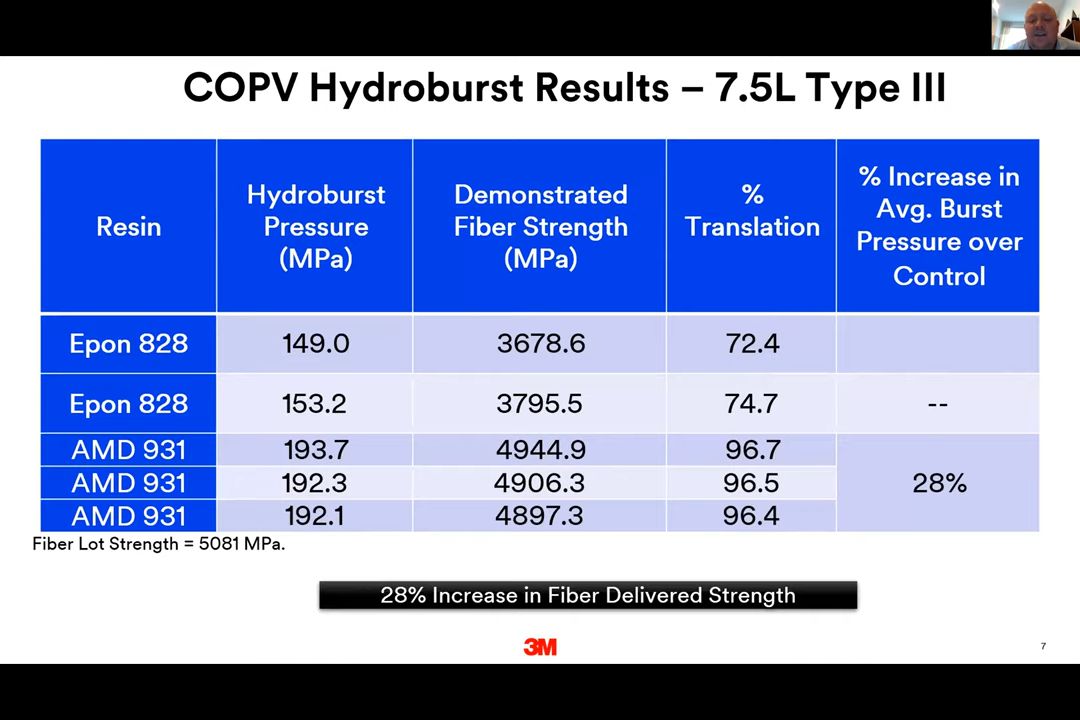 COPV Hydroburst Results – 7.5L Type III
Resin
Hydroburst
Pressure
(MPa)
Demonstrated
Fiber Strength
(MPa)
%
Translation
% Increase in
Avg. Burst
Pressure over
Control
Epon 828 149.0 3678.6 72.4
Epon 828 153.2 3795.5 74.7 --
AMD 931 193.7 4944.9 96.7
AMD 931 192.3 4906.3 96.5 28%
AMD 931 192.1 4897.3 96.4
Fiber Lot Strength = 5081 MPa.
28% Increase in Fiber Delivered Strength
3M
7